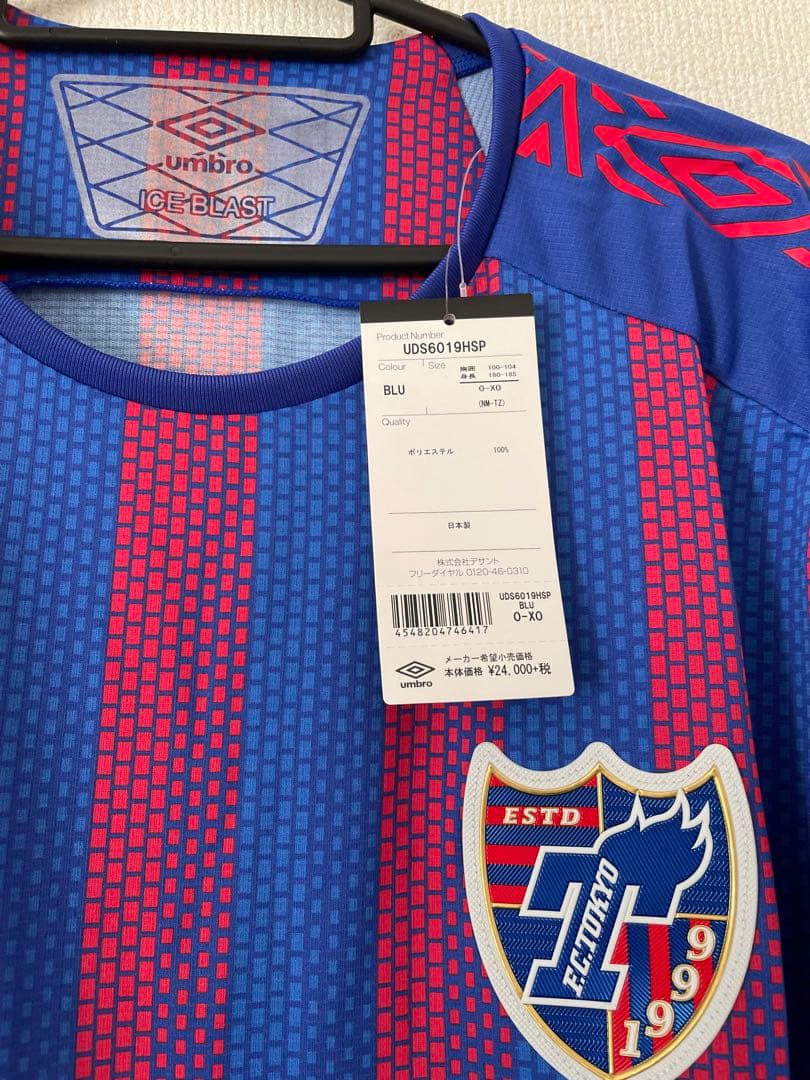 umbro
ICE BLAST
Product Number
UDS6019HSP
Colour Size 胸囲 100-104
身長 180-185
BLU O-XO
(NM-TZ)
Quality
ポリエステル 100%
日本製
株式会社デサント
フリーダイヤル 0120-46-0310
UDS6019HSP
BLU
O-XO
4548204746417
メーカー希望小売価格
本体価格 ¥24,000+税
umbro
ESTD
F.C.TOKYO
1999